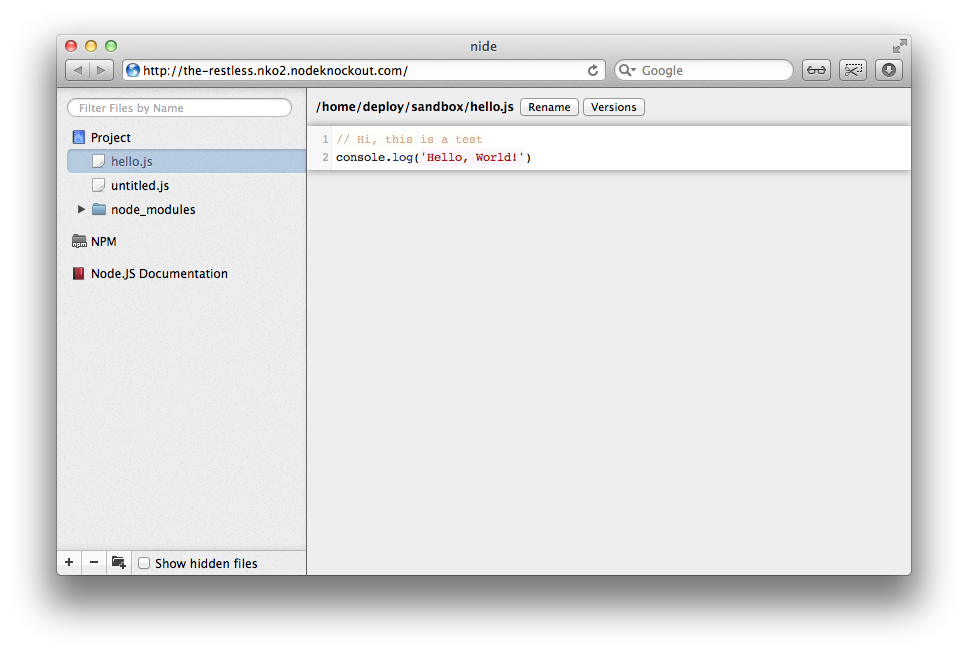 nide
http://the-restless.nko2.nodeknockout.com/
Google
Filter Files by Name
Project
hello.js
untitled.js
node_modules
npm NPM
Node.JS Documentation
+ − Show hidden files
/home/deploy/sandbox/hello.js Rename Versions
1 // Hi, this is a test
2 console.log('Hello, World!')